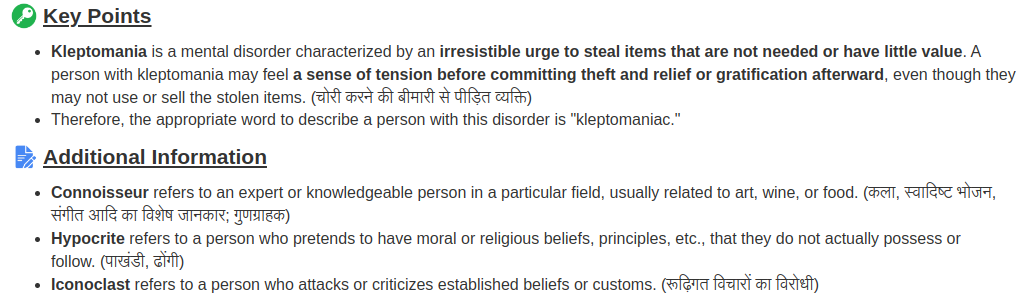 Key Points
Kleptomania is a mental disorder characterized by an irresistible urge to steal items that are not needed or have little value. A
person with kleptomania may feel a sense of tension before committing theft and relief or gratification afterward, even though they
may not use or sell the stolen items. (चोरी करने की बीमारी से पीड़ित व्यक्ति)
Therefore, the appropriate word to describe a person with this disorder is "kleptomaniac."
Additional Information
Connoisseur refers to an expert or knowledgeable person in a particular field, usually related to art, wine, or food. (कला, स्वादिष्ट भोजन,
संगीत आदि का विशेष जानकार; गुणग्राहक)
Hypocrite refers to a person who pretends to have moral or religious beliefs, principles, etc., that they do not actually possess or
follow. (पाखंडी, ढोंगी)
Iconoclast refers to a person who attacks or criticizes established beliefs or customs. (रूढ़िगत विचारों का विरोधी)